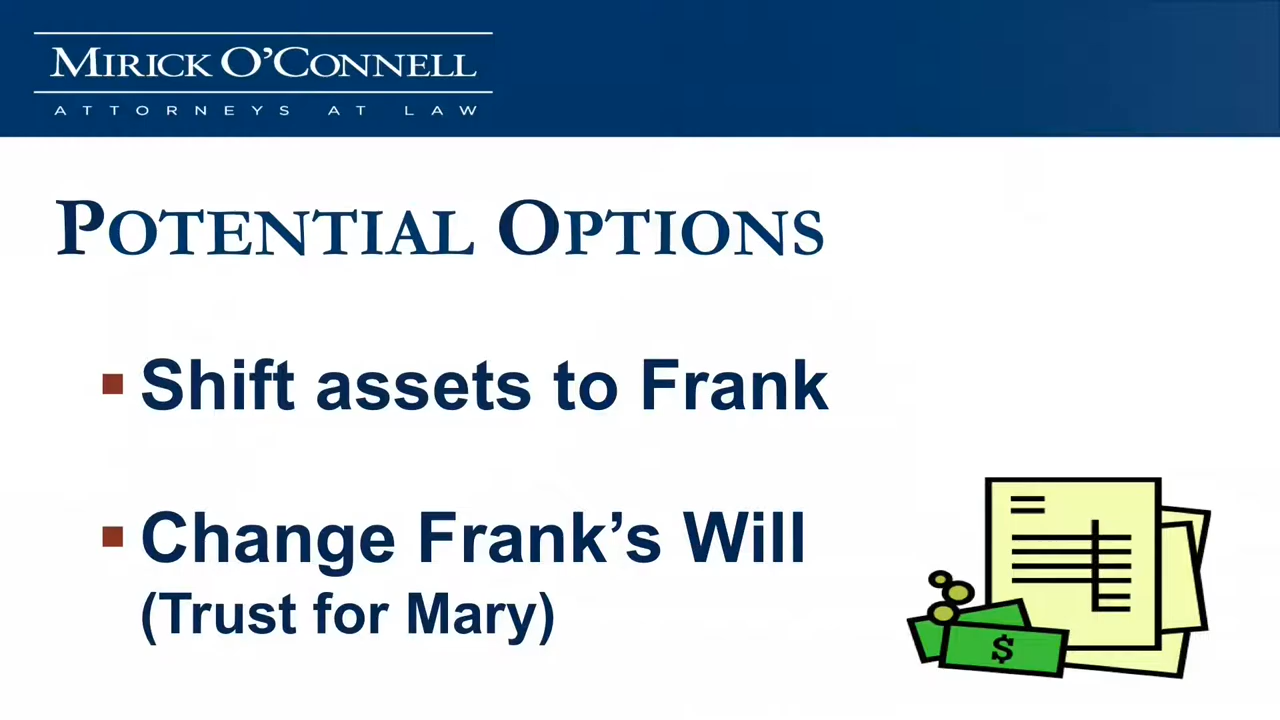 MIRICK O'CONNELL
ATTORNEYS AT LAW
POTENTIAL OPTIONS
▪ Shift assets to Frank
▪ Change Frank’s Will
(Trust for Mary)
$